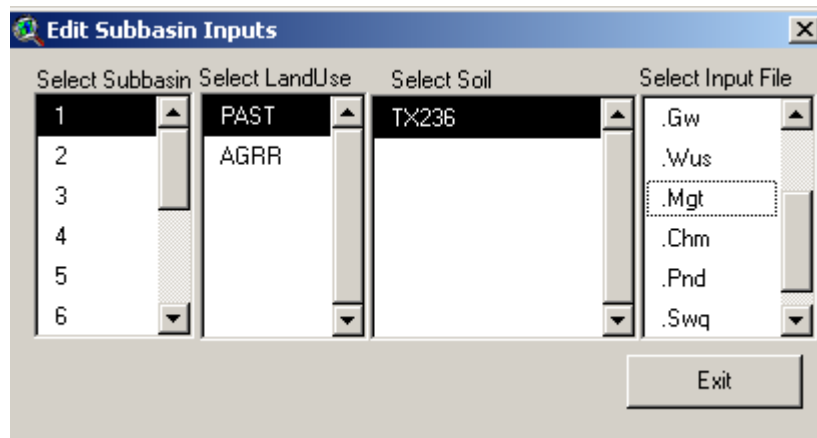 Edit Subbasin Inputs
Select Subbasin Select LandUse Select Soil Select Input File
1 PAST TX236 .Gw
2 AGRR .Wus
3 .Mgt
4 .Chm
5 .Pnd
6 .Swq
Exit